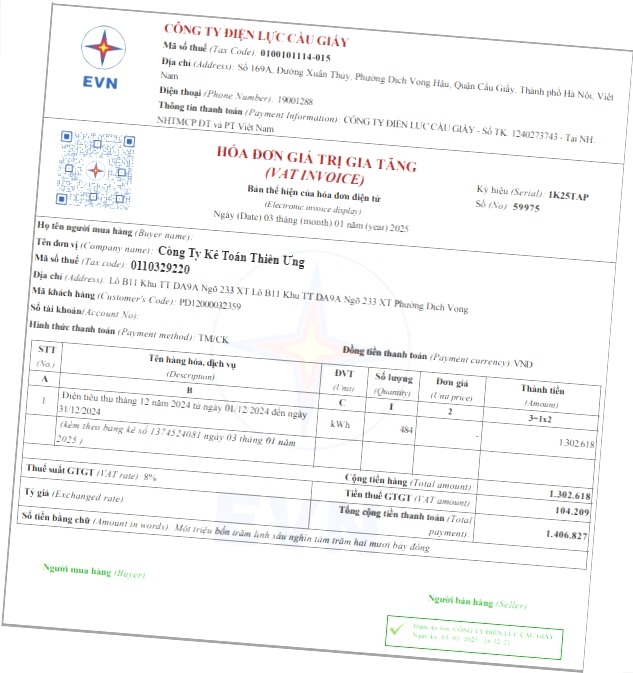 EVN
CÔNG TY ĐIỆN LỰC CẦU GIẤY
Mã số thuế (Tax Code): 0100101114-015
Địa chỉ (Address): Số 169A, Đường Xuân Thủy, Phường Dịch Vọng Hậu, Quận Cầu Giấy, Thành phố Hà Nội, Việt
Nam
Điện thoại (Phone Number): 19001288
Thông tin thanh toán (Payment Information): CÔNG TY ĐIỆN LỰC CẦU GIẤY - Số TK: 1240273743 - Tại NH:
NHTMCP ĐT và PT Việt Nam
HÓA ĐƠN GIÁ TRỊ GIA TĂNG
(VAT INVOICE)
Bản thể hiện của hóa đơn điện tử
(Electronic invoice display)
Ngày (Date) 03 tháng (month) 01 năm (year) 2025
Ký hiệu (Serial): 1K25TAP
Số (No): 59975
Họ tên người mua hàng (Buyer name):
Tên đơn vị (Company name): Công Ty Kế Toán Thiên Ưng
Mã số thuế (Tax code): 0110329220
Địa chỉ (Address): Lô B11 Khu TT DA9A Ngõ 233 XT Lô B11 Khu TT DA9A Ngõ 233 XT Phường Dịch Vọng
Mã khách hàng (Customer's Code): PD12000032359
Số tài khoản/Account No):
Hình thức thanh toán (Payment method): TM/CK
Đồng tiền thanh toán (Payment currency): VND
STT (No.) Tên hàng hóa, dịch vụ (Description) ĐVT (Unit) Số lượng (Quantity) Đơn giá (Unit price) Thành tiền (Amount)
A B C 1 2 3=1x2
1 Điện tiêu thụ tháng 12 năm 2024 từ ngày 01/12/2024 đến ngày
31/12/2024 kWh 484 - 1.302.618
(kèm theo bảng kê số 1374524081 ngày 03 tháng 01 năm
2025 )
Cộng tiền hàng (Total amount): 1.302.618
Thuế suất GTGT (VAT rate): 8% Tiền thuế GTGT (VAT amount): 104.209
Tỷ giá (Exchanged rate): Tổng cộng tiền thanh toán (Total
payment): 1.406.827
Số tiền bằng chữ (Amount in words): Một triệu bốn trăm linh sáu nghìn tám trăm hai mươi bảy đồng
EVN
Người mua hàng (Buyer)
Người bán hàng (Seller)
Được ký bởi: CÔNG TY ĐIỆN LỰC CẦU GIẤY